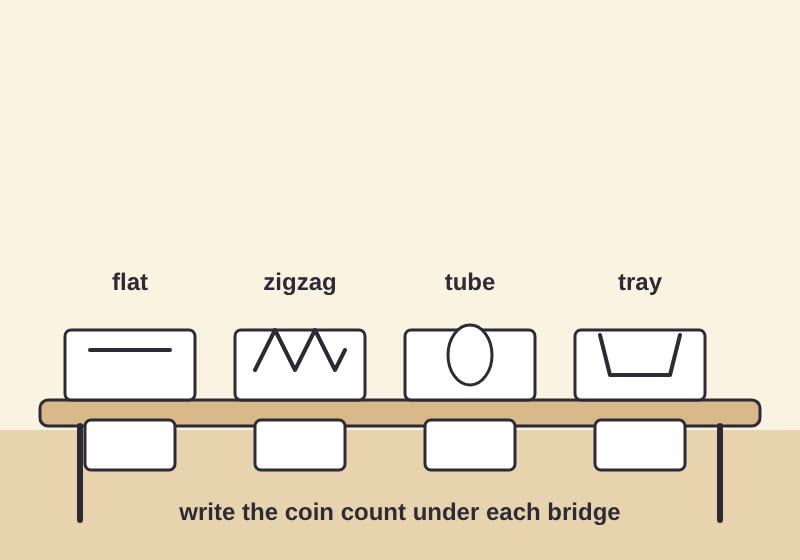 flat
zigzag
tube
tray
write the coin count under each bridge